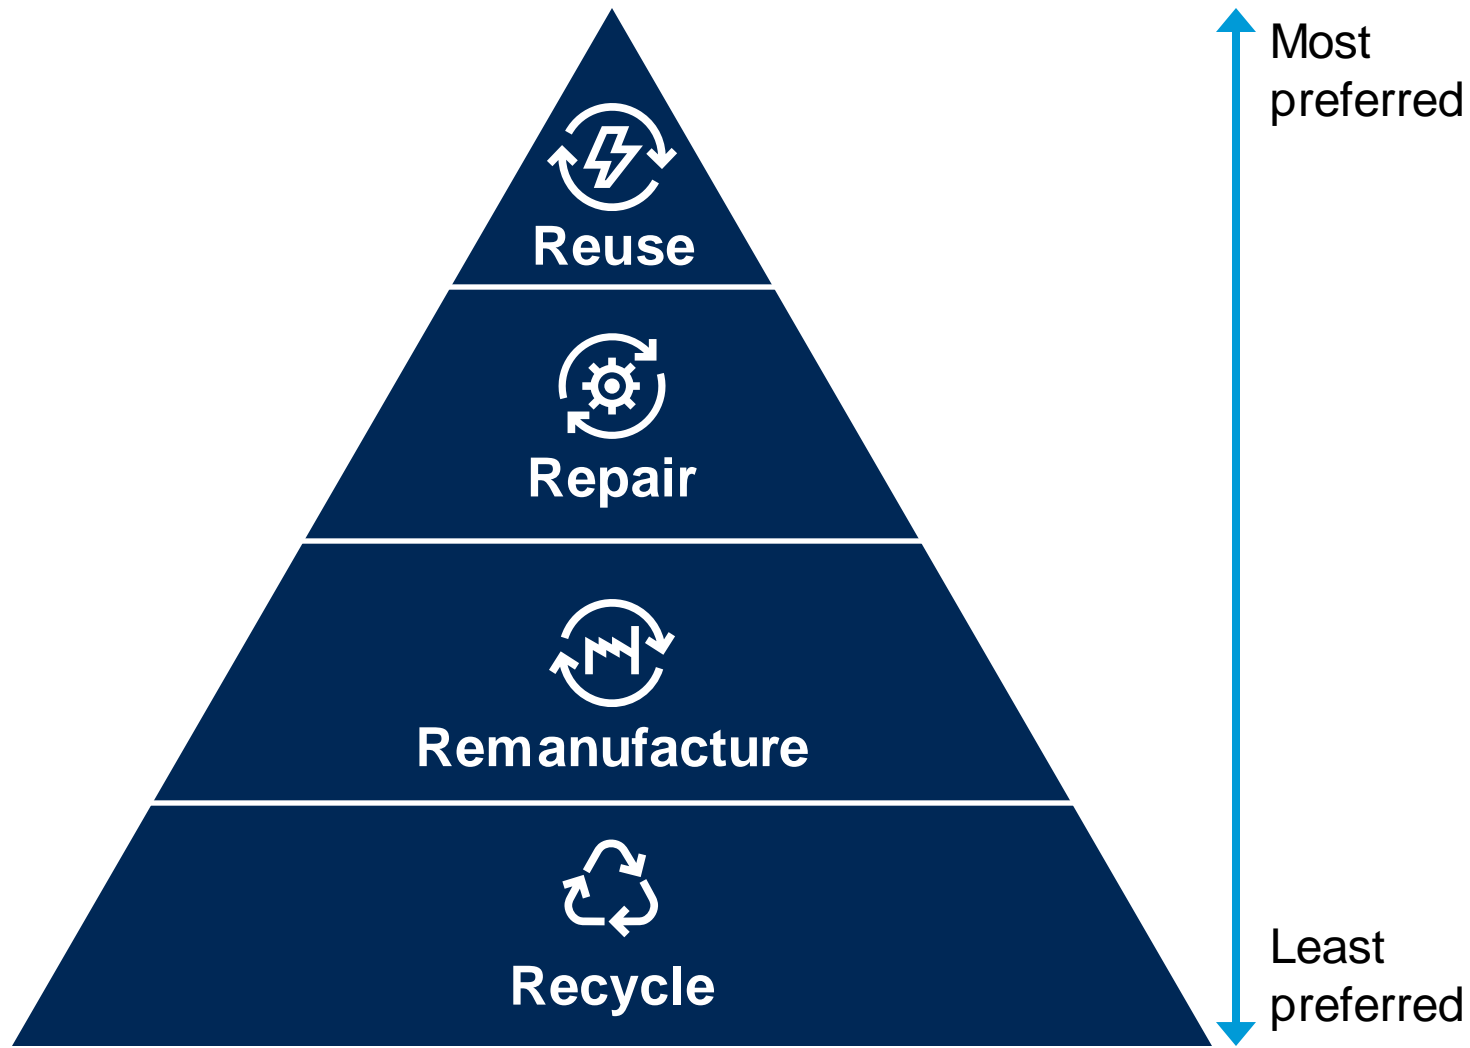 Most
preferred
Reuse
Repair
Remanufacture
Recycle
Least
preferred